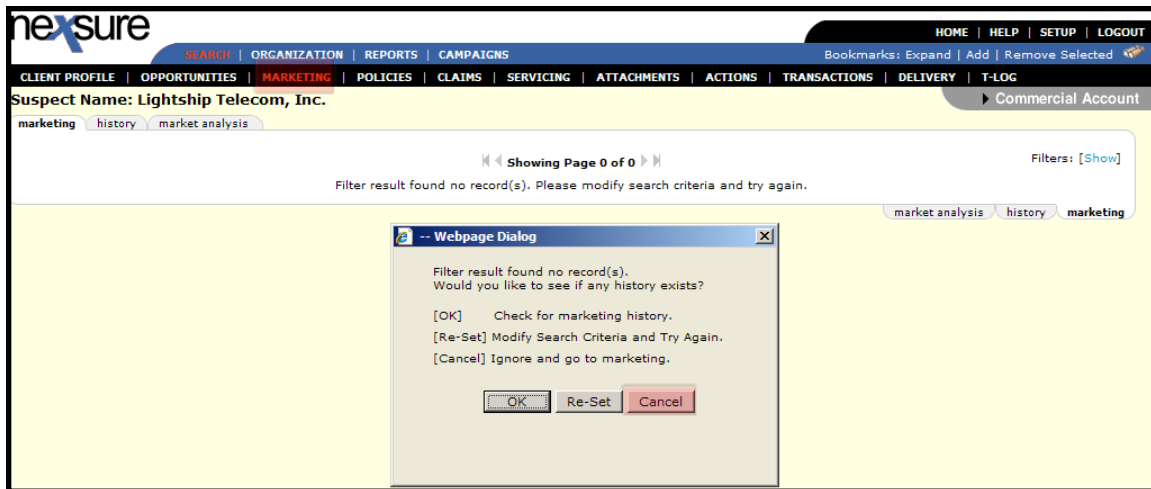 nexsure
HOME | HELP | SETUP | LOGOUT
SEARCH | ORGANIZATION | REPORTS | CAMPAIGNS
Bookmarks: Expand | Add | Remove Selected
CLIENT PROFILE | OPPORTUNITIES | MARKETING | POLICIES | CLAIMS | SERVICING | ATTACHMENTS | ACTIONS | TRANSACTIONS | DELIVERY | T-LOG
Suspect Name: Lightship Telecom, Inc.
Commercial Account
marketing history market analysis
Showing Page 0 of 0
Filters: [Show]
Filter result found no record(s). Please modify search criteria and try again.
market analysis history marketing
-- Webpage Dialog
Filter result found no record(s).
Would you like to see if any history exists?
[OK] Check for marketing history.
[Re-Set] Modify Search Criteria and Try Again.
[Cancel] Ignore and go to marketing.
OK Re-Set Cancel